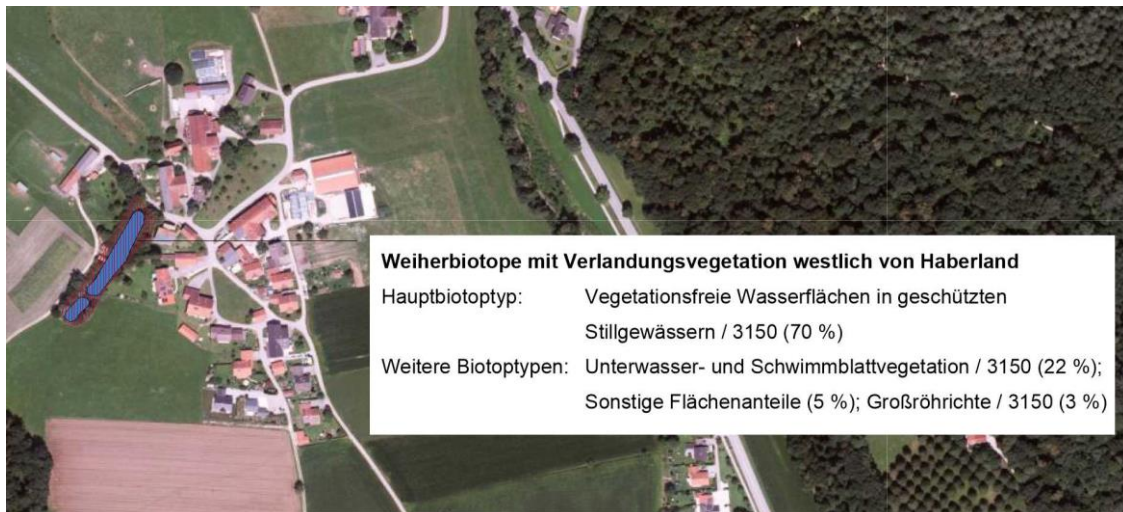 Weiherbiotope mit Verlandungsvegetation westlich von Haberland
Hauptbiotoptyp: Vegetationsfreie Wasserflächen in geschützten
Stillgewässern / 3150 (70 %)
Weitere Biotoptypen: Unterwasser- und Schwimmblattvegetation / 3150 (22 %);
Sonstige Flächenanteile (5 %); Großröhrichte / 3150 (3 %)